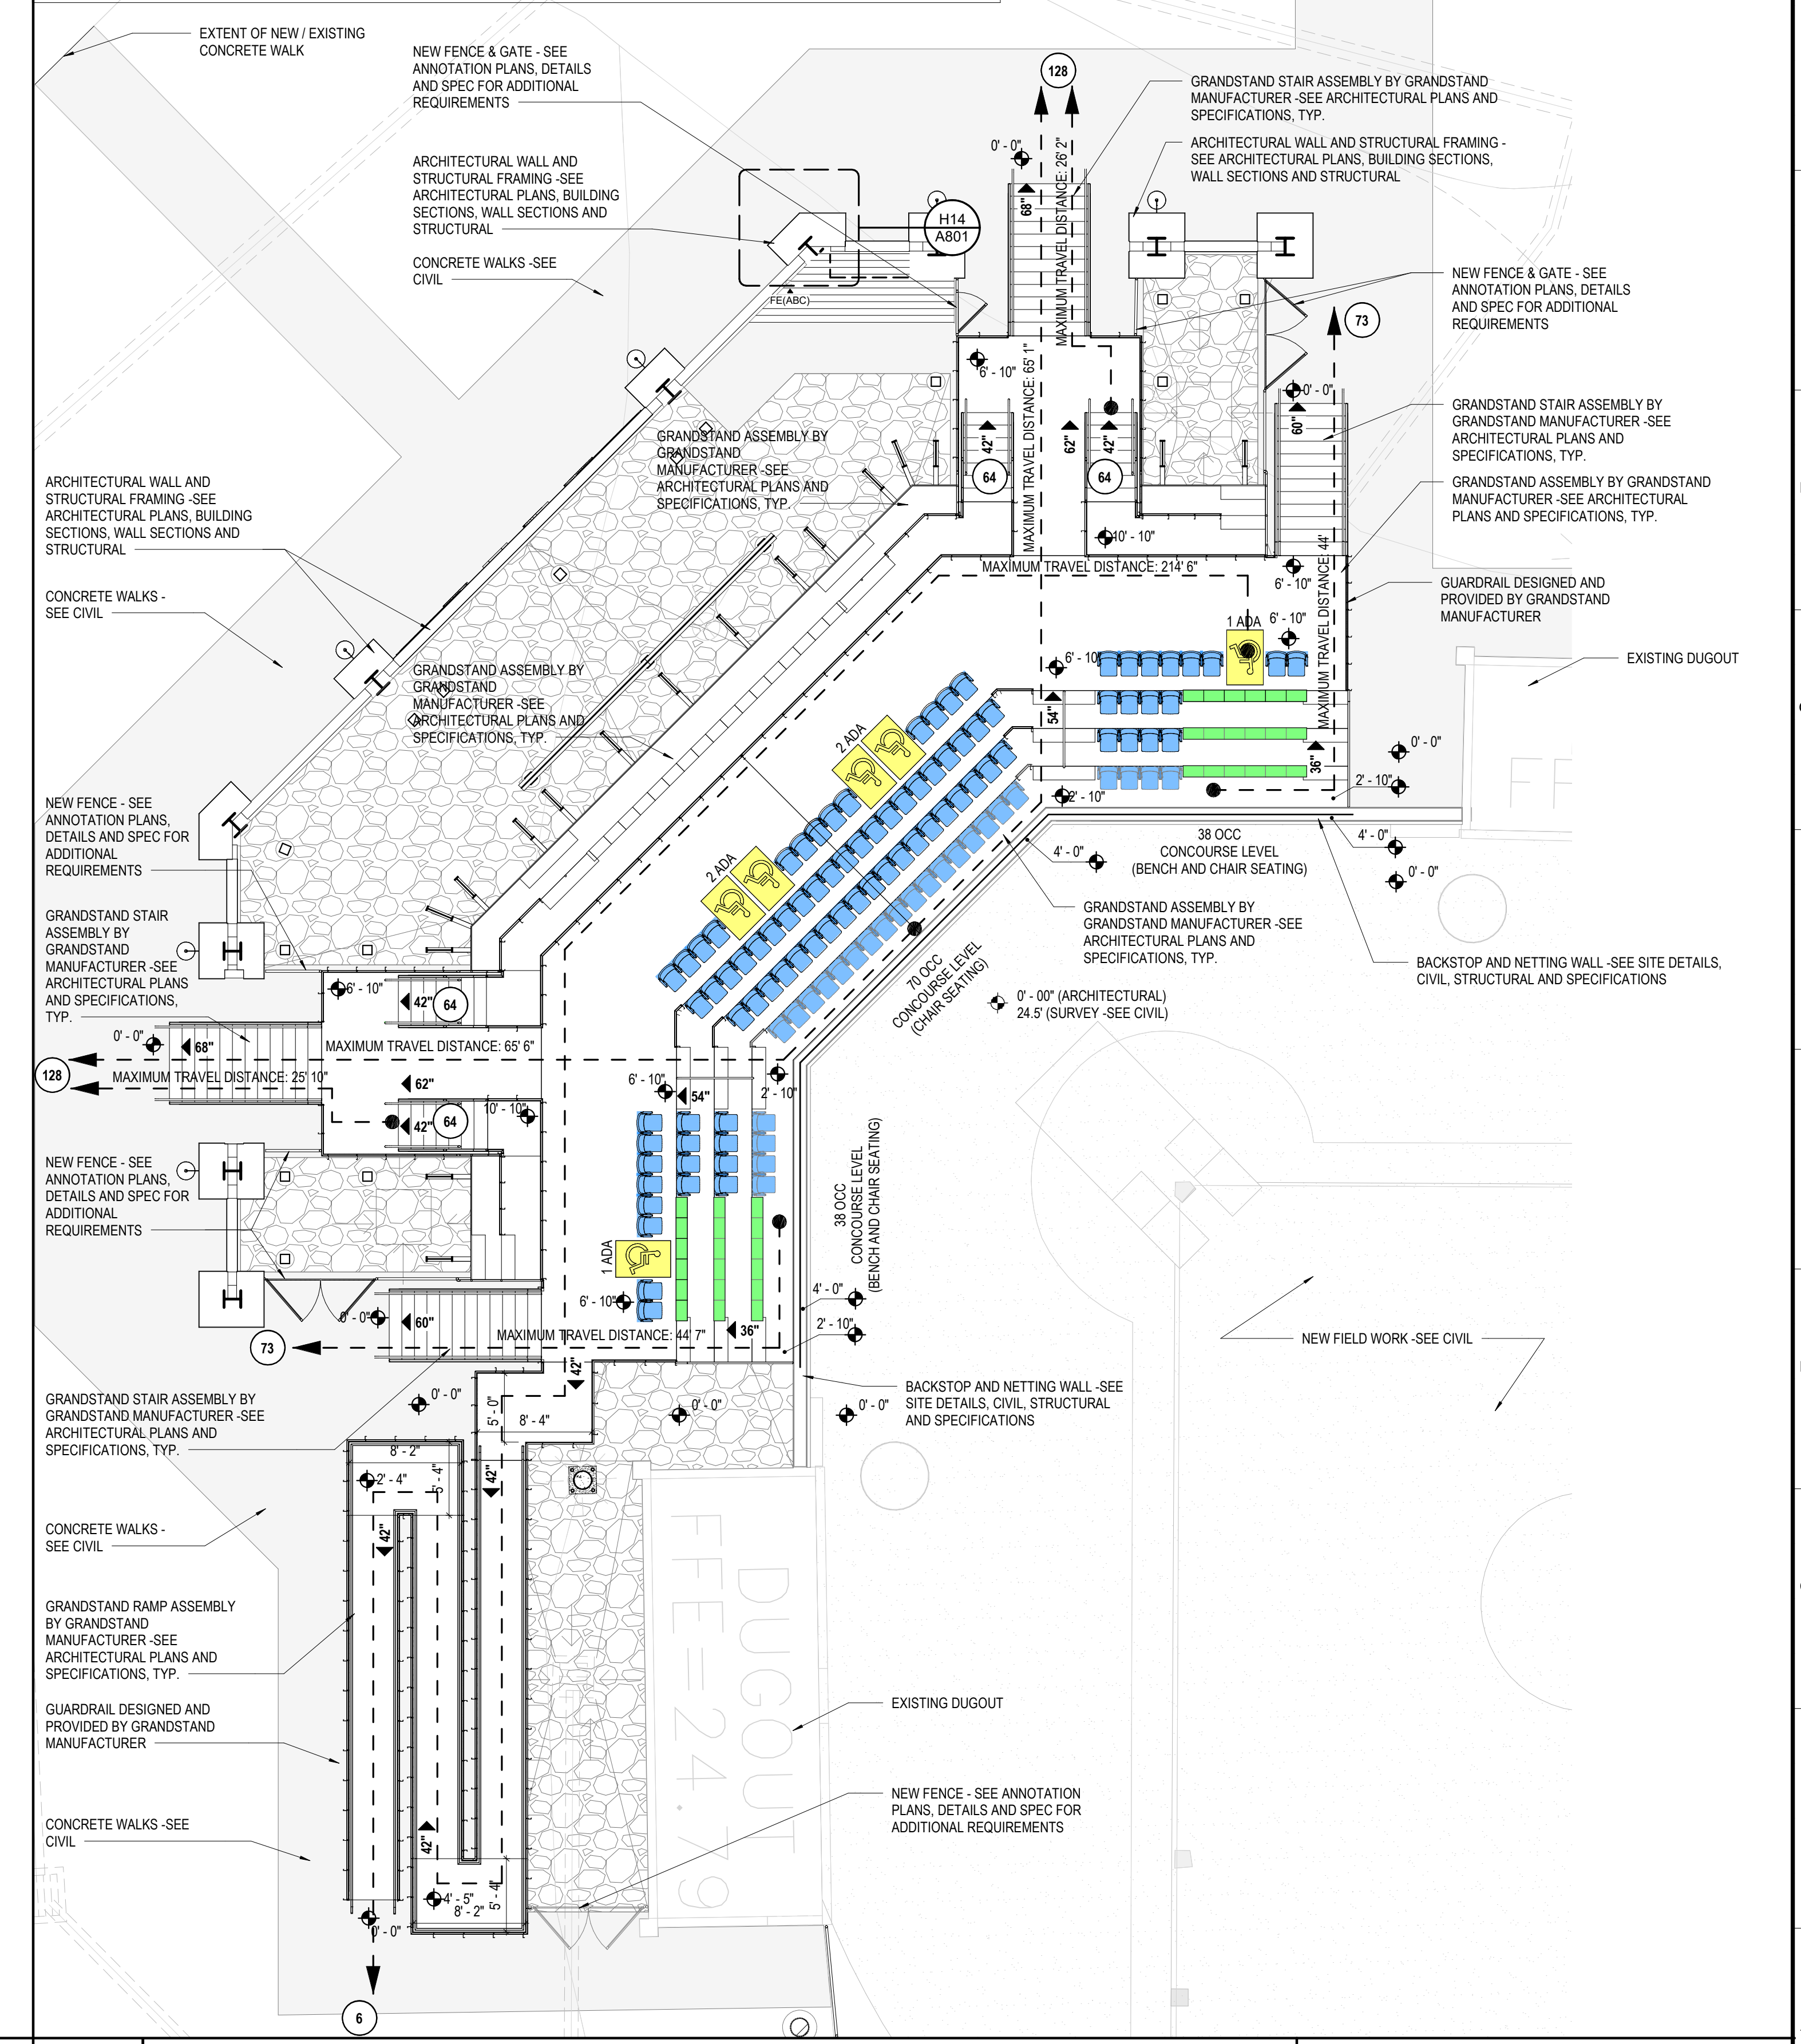 EXTENT OF NEW / EXISTING
CONCRETE WALK
NEW FENCE & GATE - SEE
ANNOTATION PLANS, DETAILS
AND SPEC FOR ADDITIONAL
REQUIREMENTS
128
GRANDSTAND STAIR ASSEMBLY BY GRANDSTAND
MANUFACTURER -SEE ARCHITECTURAL PLANS AND
SPECIFICATIONS, TYP.
ARCHITECTURAL WALL AND STRUCTURAL FRAMING -
SEE ARCHITECTURAL PLANS, BUILDING SECTIONS,
WALL SECTIONS AND STRUCTURAL
0' - 0"
MAXIMUM TRAVEL DISTANCE: 26' 2"
68"
ARCHITECTURAL WALL AND
STRUCTURAL FRAMING -SEE
ARCHITECTURAL PLANS, BUILDING
SECTIONS, WALL SECTIONS AND
STRUCTURAL
H14
A801
CONCRETE WALKS -SEE
CIVIL
FE(ABC)
NEW FENCE & GATE - SEE
ANNOTATION PLANS, DETAILS
AND SPEC FOR ADDITIONAL
REQUIREMENTS
73
6' - 10"
MAXIMUM TRAVEL DISTANCE: 65' 1"
0' - 0"
60"
GRANDSTAND STAIR ASSEMBLY BY
GRANDSTAND MANUFACTURER -SEE
ARCHITECTURAL PLANS AND
SPECIFICATIONS, TYP.
GRANDSTAND ASSEMBLY BY
GRANDSTAND
MANUFACTURER -SEE
ARCHITECTURAL PLANS AND
SPECIFICATIONS, TYP.
42"
62"
42"
64
64
ARCHITECTURAL WALL AND
STRUCTURAL FRAMING -SEE
ARCHITECTURAL PLANS, BUILDING
SECTIONS, WALL SECTIONS AND
STRUCTURAL
GRANDSTAND ASSEMBLY BY GRANDSTAND
MANUFACTURER -SEE ARCHITECTURAL
PLANS AND SPECIFICATIONS, TYP.
10' - 10"
MAXIMUM TRAVEL DISTANCE: 214' 6"
MAXIMUM TRAVEL DISTANCE: 44'
6' - 10"
GUARDRAIL DESIGNED AND
PROVIDED BY GRANDSTAND
MANUFACTURER
CONCRETE WALKS -
SEE CIVIL
1 ADA
6' - 10"
6' - 10"
EXISTING DUGOUT
GRANDSTAND ASSEMBLY BY
GRANDSTAND
MANUFACTURER -SEE
ARCHITECTURAL PLANS AND
SPECIFICATIONS, TYP.
54"
2 ADA
0' - 0"
36"
2' - 10"
2' - 10"
NEW FENCE - SEE
ANNOTATION PLANS,
DETAILS AND SPEC FOR
ADDITIONAL
REQUIREMENTS
38 OCC
CONCOURSE LEVEL
(BENCH AND CHAIR SEATING)
4' - 0"
4' - 0"
0' - 0"
2 ADA
GRANDSTAND STAIR
ASSEMBLY BY
GRANDSTAND
MANUFACTURER -SEE
ARCHITECTURAL PLANS
AND SPECIFICATIONS,
TYP.
GRANDSTAND ASSEMBLY BY
GRANDSTAND MANUFACTURER -SEE
ARCHITECTURAL PLANS AND
SPECIFICATIONS, TYP.
70 OCC
CONCOURSE LEVEL
(CHAIR SEATING)
BACKSTOP AND NETTING WALL -SEE SITE DETAILS,
CIVIL, STRUCTURAL AND SPECIFICATIONS
0' - 00" (ARCHITECTURAL)
24.5' (SURVEY -SEE CIVIL)
6' - 10"
42"
64
0' - 0"
68"
MAXIMUM TRAVEL DISTANCE: 65' 6"
128
MAXIMUM TRAVEL DISTANCE: 25' 10"
62"
6' - 10"
54"
2' - 10"
10' - 10"
42"
64
NEW FENCE - SEE
ANNOTATION PLANS,
DETAILS AND SPEC FOR
ADDITIONAL
REQUIREMENTS
38 OCC
CONCOURSE LEVEL
(BENCH AND CHAIR SEATING)
1 ADA
6' - 10"
4' - 0"
0' - 0"
60"
36"
2' - 10"
73
MAXIMUM TRAVEL DISTANCE: 44' 7"
NEW FIELD WORK -SEE CIVIL
42"
GRANDSTAND STAIR ASSEMBLY BY
GRANDSTAND MANUFACTURER -SEE
ARCHITECTURAL PLANS AND
SPECIFICATIONS, TYP.
0' - 0"
5' - 0"
8' - 4"
0' - 0"
0' - 0"
BACKSTOP AND NETTING WALL -SEE
SITE DETAILS, CIVIL, STRUCTURAL
AND SPECIFICATIONS
8' - 2"
2' - 4"
5' - 4"
42"
42"
CONCRETE WALKS -
SEE CIVIL
DUGOUT
FFE=24.79
FF
GRANDSTAND RAMP ASSEMBLY
BY GRANDSTAND
MANUFACTURER -SEE
ARCHITECTURAL PLANS AND
SPECIFICATIONS, TYP.
EXISTING DUGOUT
GUARDRAIL DESIGNED AND
PROVIDED BY GRANDSTAND
MANUFACTURER
NEW FENCE - SEE ANNOTATION
PLANS, DETAILS AND SPEC FOR
ADDITIONAL REQUIREMENTS
CONCRETE WALKS -SEE
CIVIL
42"
4' - 5"
8' - 2"
5' - 4"
0' - 0"
6